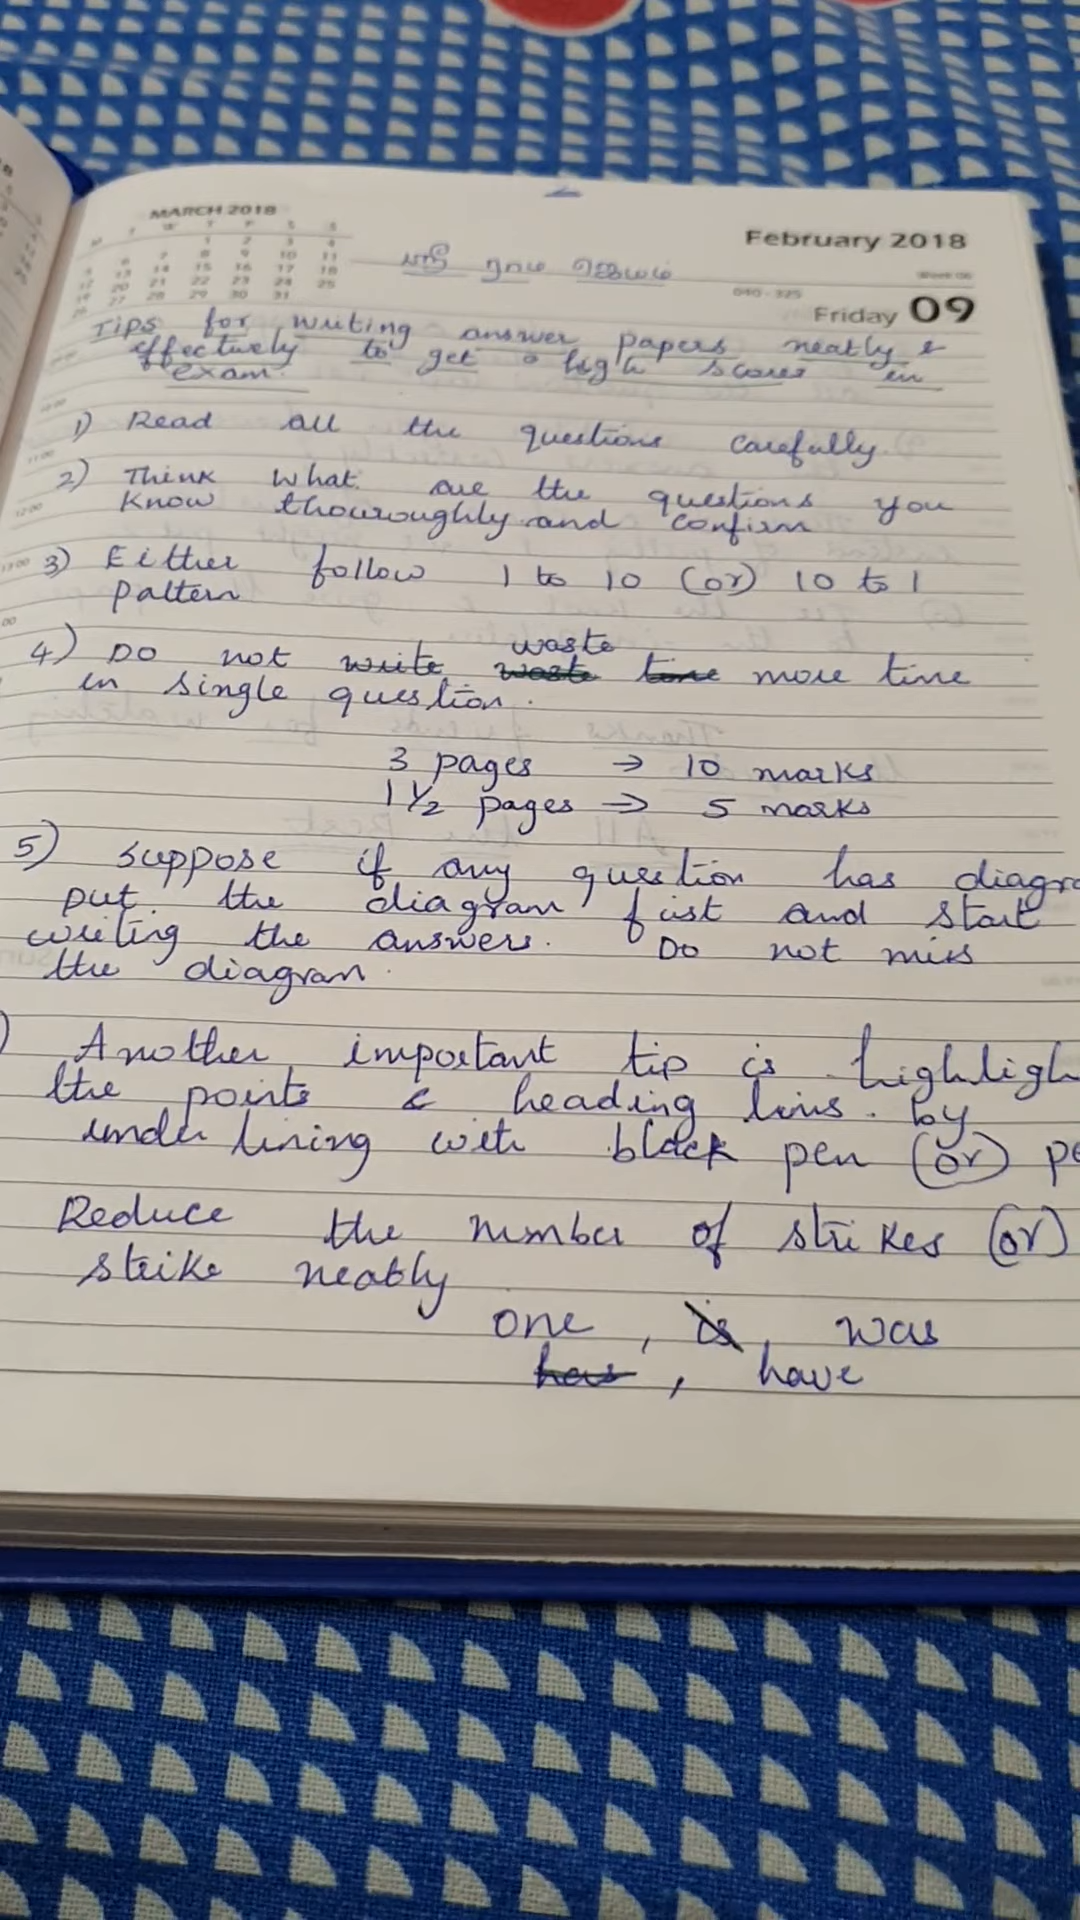 MARCH 2018
February 2018
Friday 09
ஸ்ரீ ராம ஜெயம்
Tips for writing answer papers neatly &
effectively to get a high scores in
exam.
1) Read all the questions carefully.
2) Think what are the questions you
know thouroughly and confirm
3) Either follow 1 to 10 (or) 10 to 1
pattern
waste
4) Do not write waste time more time
in single question.
3 pages → 10 marks
1 1/2 pages → 5 marks
5) Suppose if any question has diagra
put the diagram first and start
writing the answers. Do not miss
the diagram.
) Another important tip is highligh
the points & heading lines. by
under lining with black pen (or) pe
Reduce the number of strikes (or)
strike neatly
one, is, was
has, have